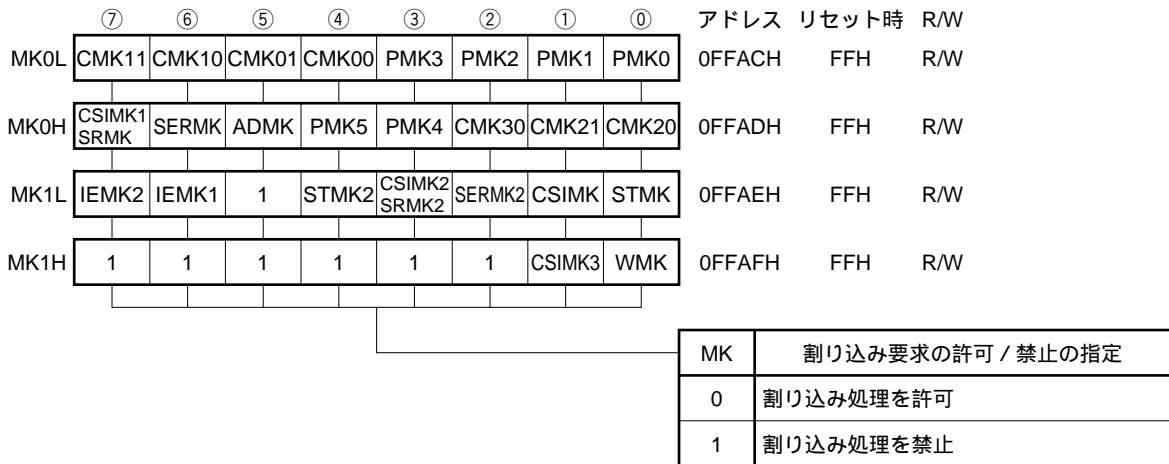 ⑦ ⑥ ⑤ ④ ③ ② ① ⓪ アドレス リセット時 R/W
MK0L CMK11 CMK10 CMK01 CMK00 PMK3 PMK2 PMK1 PMK0 0FFACH FFH R/W
MK0H CSIMK1 SRMK SERMK ADMK PMK5 PMK4 CMK30 CMK21 CMK20 0FFADH FFH R/W
MK1L IEMK2 IEMK1 1 STMK2 CSIMK2 SRMK2 SERMK2 CSIMK STMK 0FFAEH FFH R/W
MK1H 1 1 1 1 1 1 CSIMK3 WMK 0FFAFH FFH R/W
MK 割り込み要求の許可 / 禁止の指定
0 割り込み処理を許可
1 割り込み処理を禁止